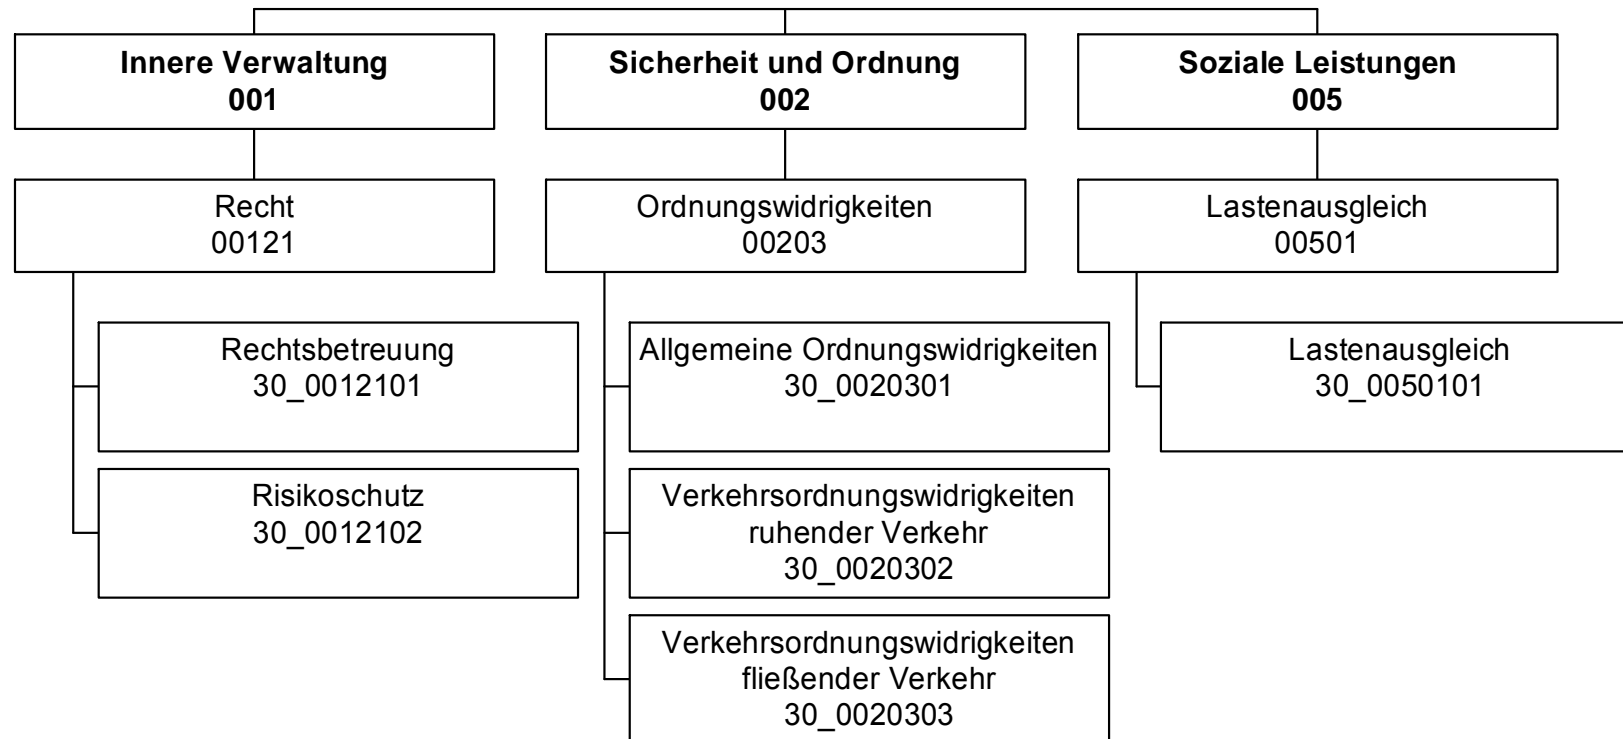 Innere Verwaltung
001
Sicherheit und Ordnung
002
Soziale Leistungen
005
Recht
00121
Ordnungswidrigkeiten
00203
Lastenausgleich
00501
Rechtsbetreuung
30_0012101
Allgemeine Ordnungswidrigkeiten
30_0020301
Lastenausgleich
30_0050101
Risikoschutz
30_0012102
Verkehrsordnungswidrigkeiten
ruhender Verkehr
30_0020302
Verkehrsordnungswidrigkeiten
fließender Verkehr
30_0020303